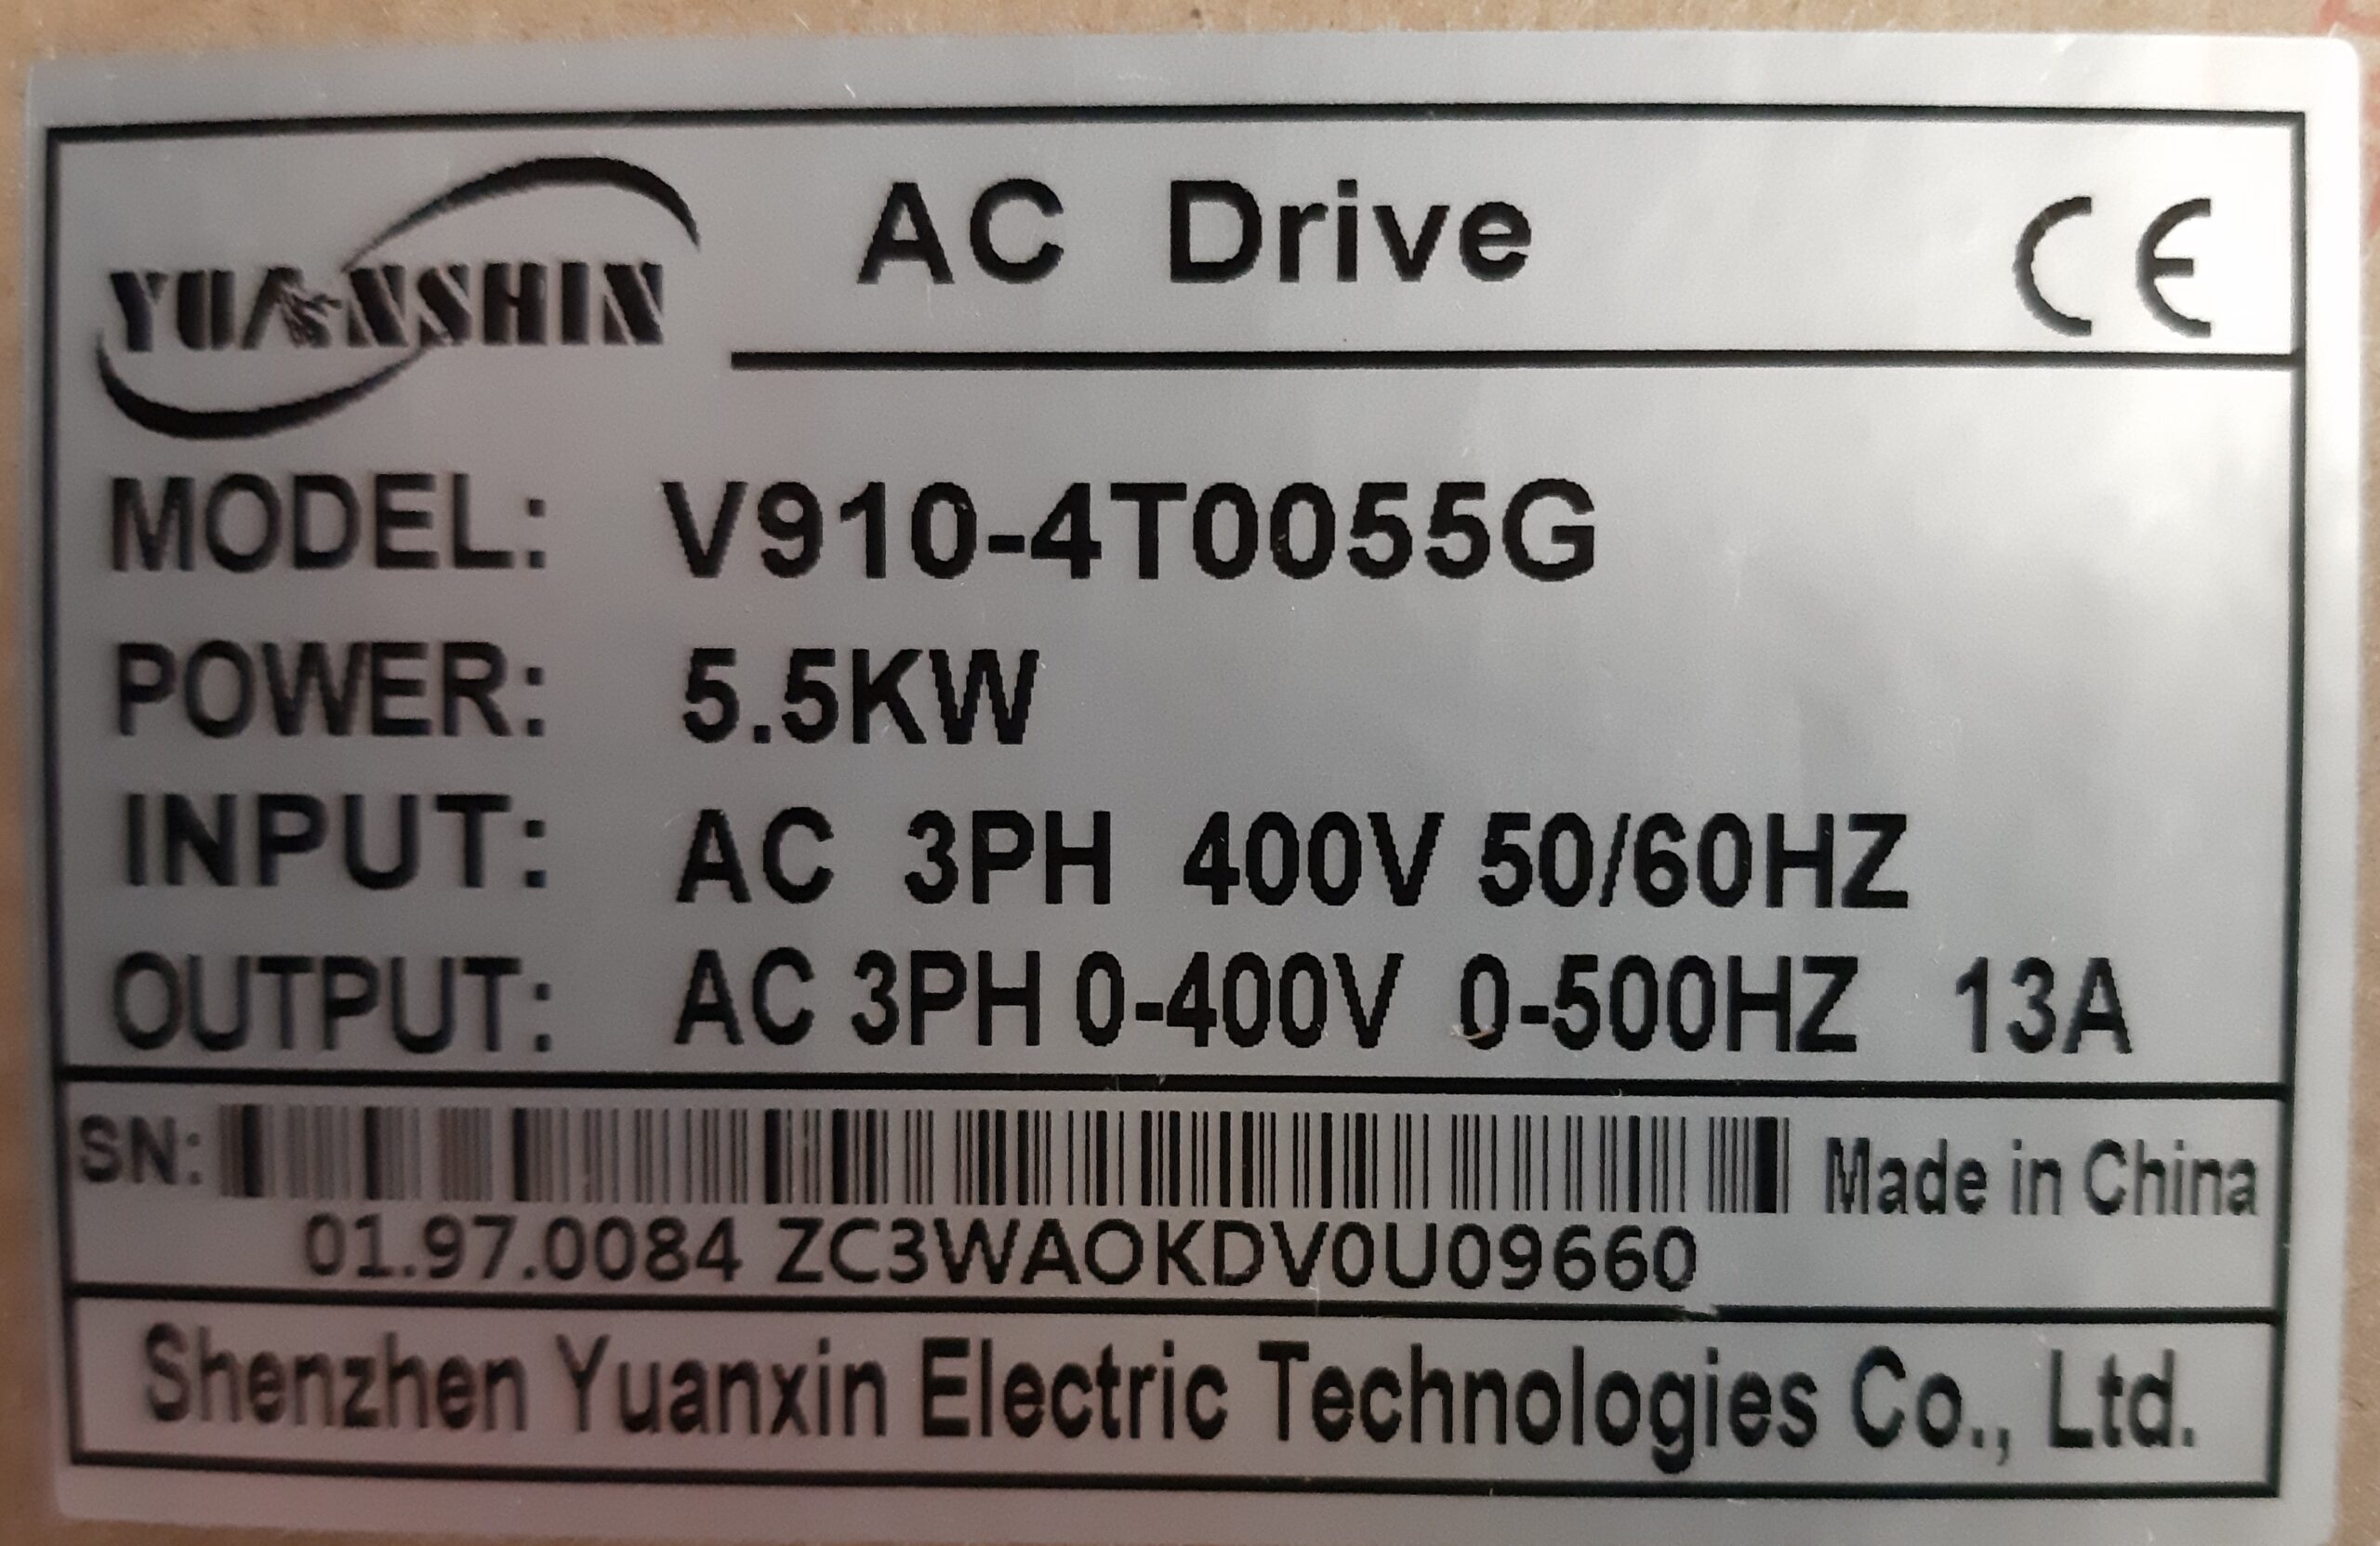 YUANSHIN
AC Drive
CE
MODEL: V910-4T0055G
POWER: 5.5KW
INPUT: AC 3PH 400V 50/60HZ
OUTPUT: AC 3PH 0-400V 0-500HZ 13A
SN:
Made in China
01.97.0084 ZC3WAOKDV0U09660
Shenzhen Yuanxin Electric Technologies Co., Ltd.